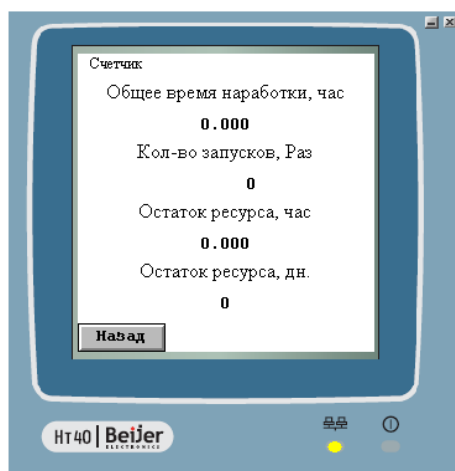 Счетчик
Общее время наработки, час
0.000
Кол-во запусков, Раз
0
Остаток ресурса, час
0.000
Остаток ресурса, дн.
0
Назад
HT40 | Beijer
ELECTRONICS